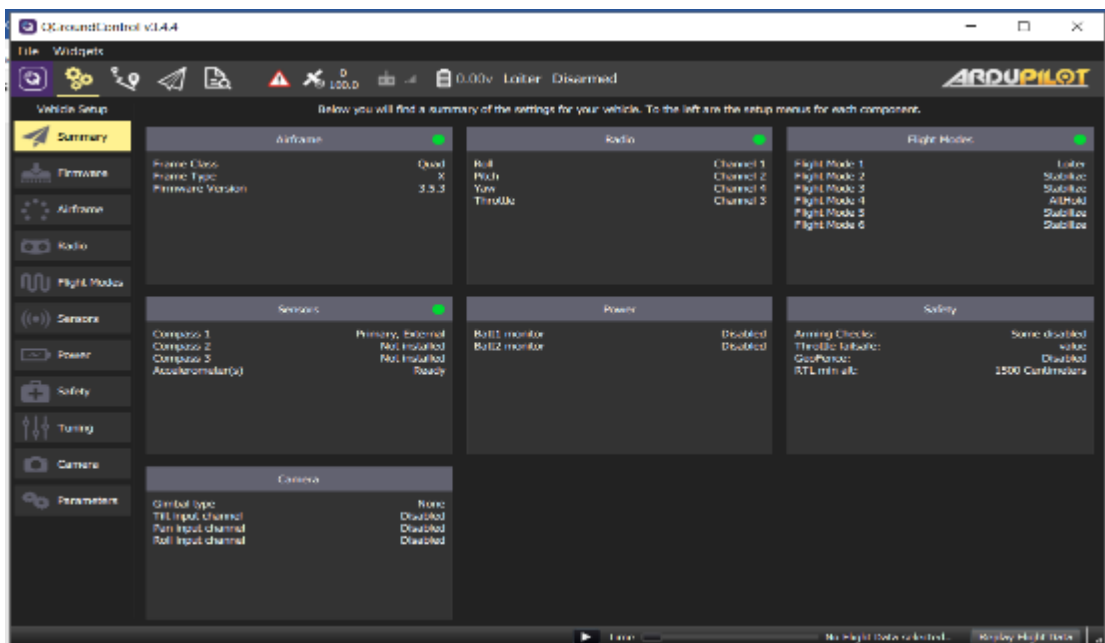 QGroundControl v3.4.4
File Widgets
0
100.0
0.00v Loiter Disarmed
ARDUPILOT
Vehicle Setup
Below you will find a summary of the settings for your vehicle. To the left are the setup menus for each component.
Summary
Firmware
Airframe
Radio
Flight Modes
Sensors
Power
Safety
Tuning
Camera
Parameters
Airframe
Frame Class Quad
Frame Type X
Firmware Version 3.5.3
Radio
Roll Channel 1
Pitch Channel 2
Yaw Channel 4
Throttle Channel 3
Flight Modes
Flight Mode 1 Loiter
Flight Mode 2 Stabilize
Flight Mode 3 Stabilize
Flight Mode 4 AltHold
Flight Mode 5 Stabilize
Flight Mode 6 Stabilize
Sensors
Compass 1 Primary, External
Compass 2 Not installed
Compass 3 Not installed
Accelerometer(s) Ready
Power
Batt1 monitor Disabled
Batt2 monitor Disabled
Safety
Arming Checks: Some disabled
Throttle failsafe: value
GeoFence: Disabled
RTL min alt: 1500 Centimeters
Camera
Gimbal type None
Tilt input channel Disabled
Pan input channel Disabled
Roll input channel Disabled
Time No Flight Data selected.. Replay Flight Data